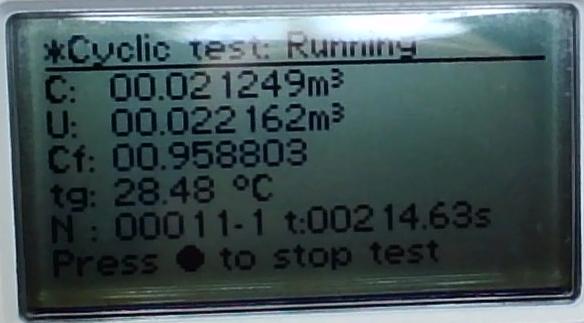 *Cyclic test: Running
C: 00.021249m³
U: 00.022162m³
Cf: 00.958803
tg: 28.48 °C
N : 00011-1 t:00214.63s
Press ● to stop test